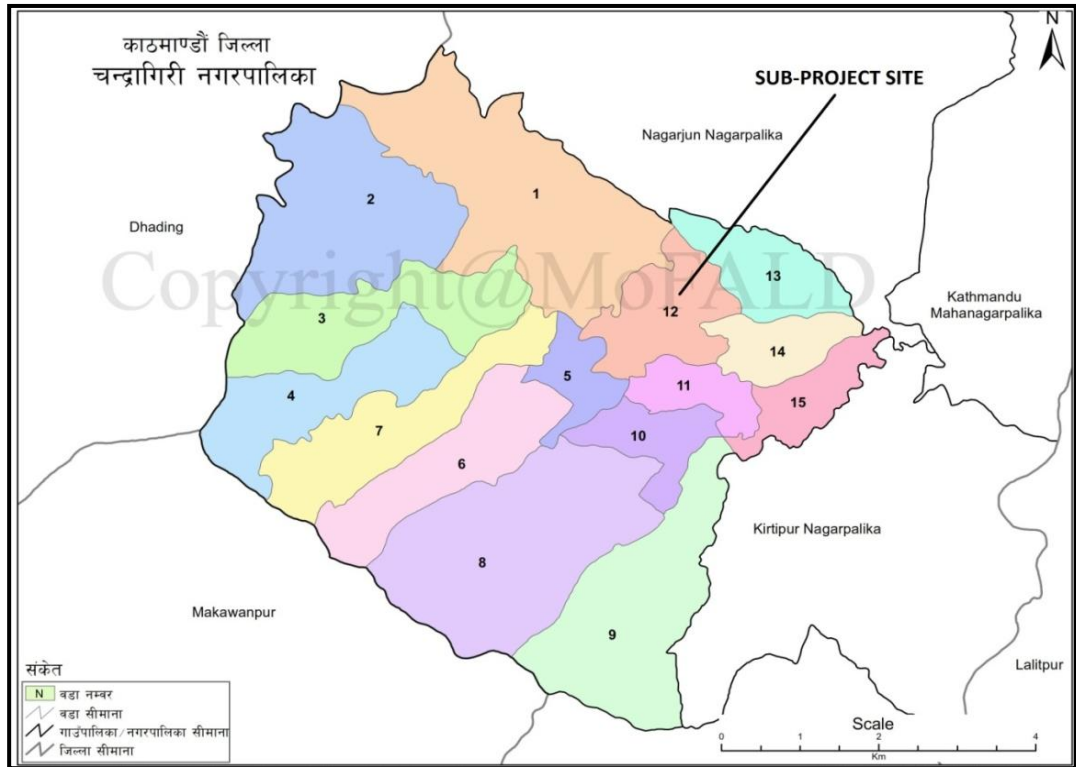 काठमाण्डौं जिल्ला
चन्द्रागिरी नगरपालिका
N
SUB-PROJECT SITE
Nagarjun Nagarpalika
1
2
Dhading
13
Copyright@MoFALD
Kathmandu
Mahanagarpalika
3
12
14
5
11
4
15
7
10
6
Kirtipur Nagarpalika
8
Makawanpur
9
Lalitpur
संकेत
N वडा नम्बर
वडा सीमाना
गाउँपालिका/नगरपालिका सीमाना
जिल्ला सीमाना
Scale
0 1 2 4
Km